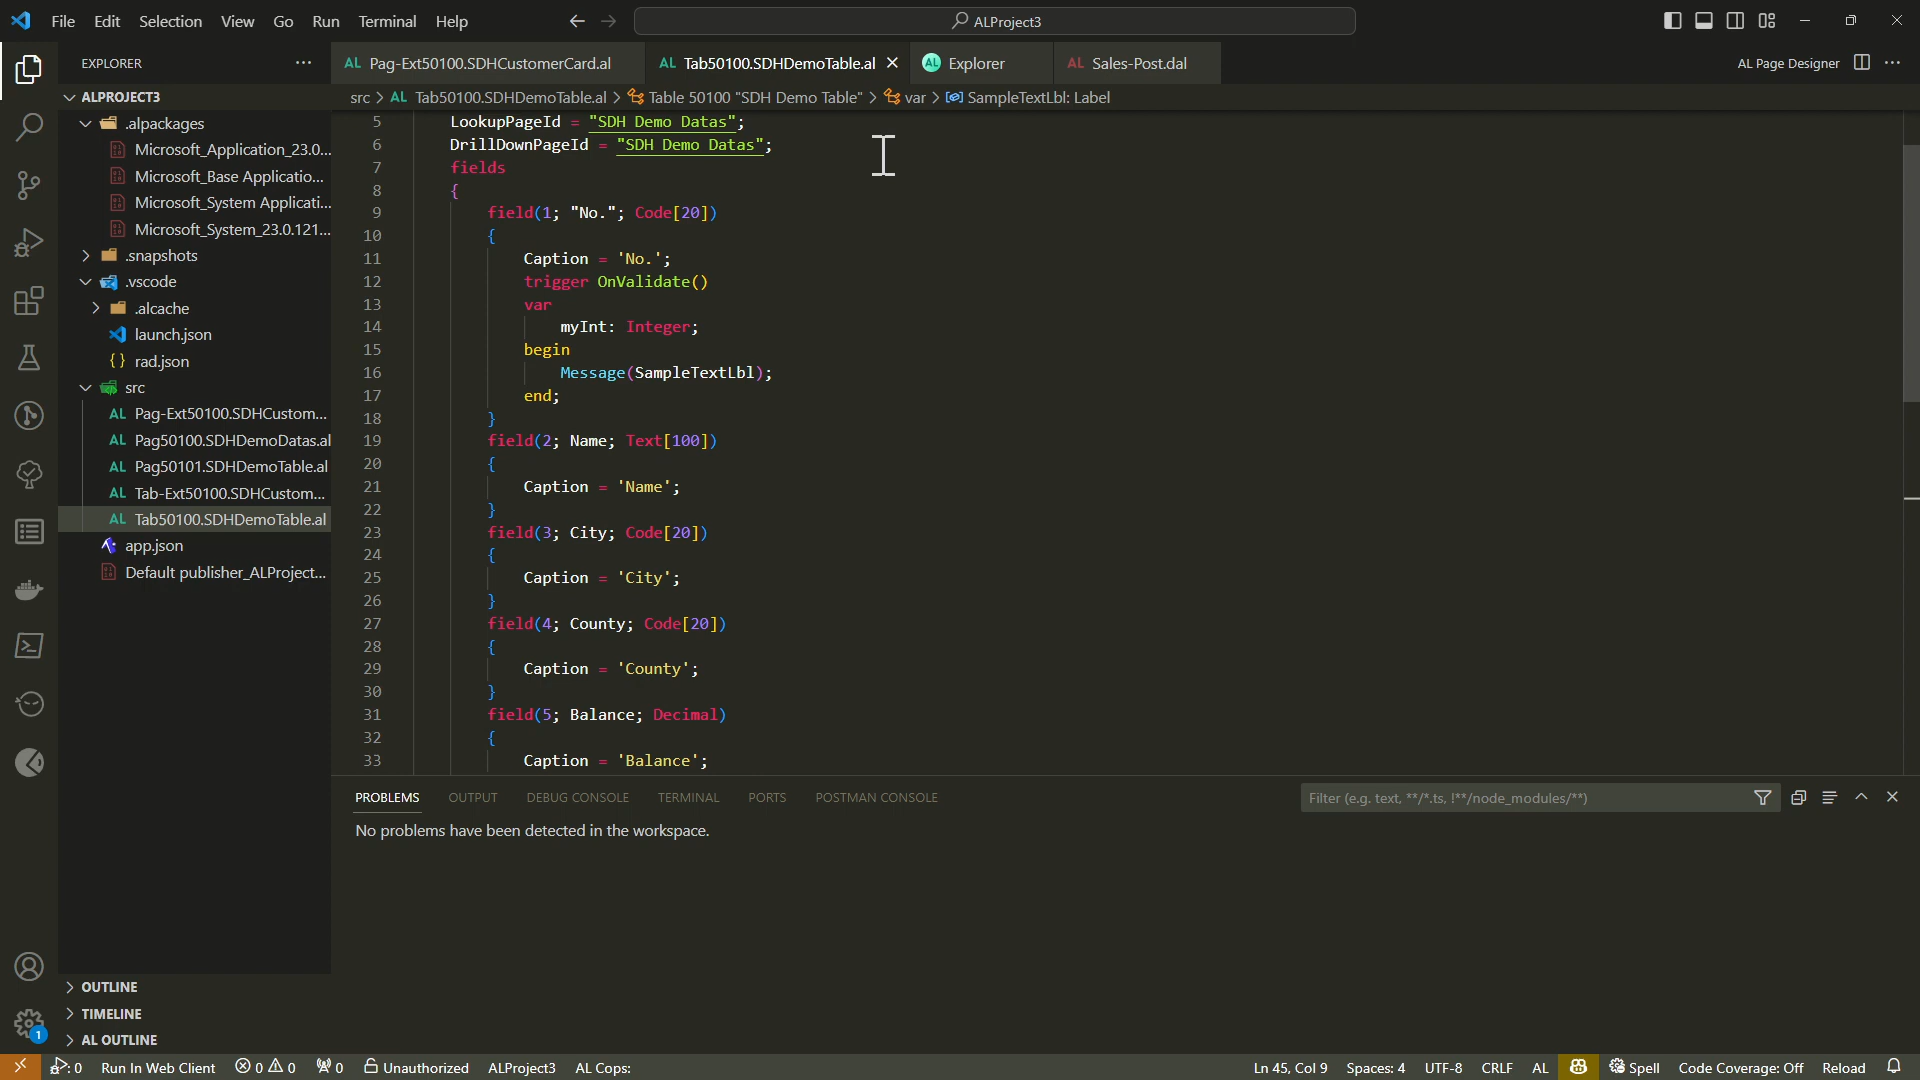 File Edit Selection View Go Run Terminal Help
ALProject3
EXPLORER
ALPROJECT3
.alpackages
Microsoft_Application_23.0...
Microsoft_Base Applicatio...
Microsoft_System Applicati...
Microsoft_System_23.0.121...
.snapshots
.vscode
.alcache
launch.json
rad.json
src
AL Pag-Ext50100.SDHCustom...
AL Pag50100.SDHDemoDatas.al
AL Pag50101.SDHDemoTable.al
AL Tab-Ext50100.SDHCustom...
AL Tab50100.SDHDemoTable.al
app.json
Default publisher_ALProject...
OUTLINE
TIMELINE
AL OUTLINE
AL Pag-Ext50100.SDHCustomerCard.al
AL Tab50100.SDHDemoTable.al
AL Explorer
AL Sales-Post.dal
AL Page Designer
src > AL Tab50100.SDHDemoTable.al > Table 50100 "SDH Demo Table" > var > SampleTextLbl: Label
5 LookupPageId = "SDH Demo Datas";
6 DrillDownPageId = "SDH Demo Datas";
7 fields
8 {
9 field(1; "No."; Code[20])
10 {
11 Caption = 'No.';
12 trigger OnValidate()
13 var
14 myInt: Integer;
15 begin
16 Message(SampleTextLbl);
17 end;
18 }
19 field(2; Name; Text[100])
20 {
21 Caption = 'Name';
22 }
23 field(3; City; Code[20])
24 {
25 Caption = 'City';
26 }
27 field(4; County; Code[20])
28 {
29 Caption = 'County';
30 }
31 field(5; Balance; Decimal)
32 {
33 Caption = 'Balance';
PROBLEMS OUTPUT DEBUG CONSOLE TERMINAL PORTS POSTMAN CONSOLE
Filter (e.g. text, **/*.ts, !**/node_modules/**)
No problems have been detected in the workspace.
1
0 Run In Web Client 0 0 0 Unauthorized ALProject3 AL Cops: Ln 45, Col 9 Spaces: 4 UTF-8 CRLF AL Spell Code Coverage: Off Reload